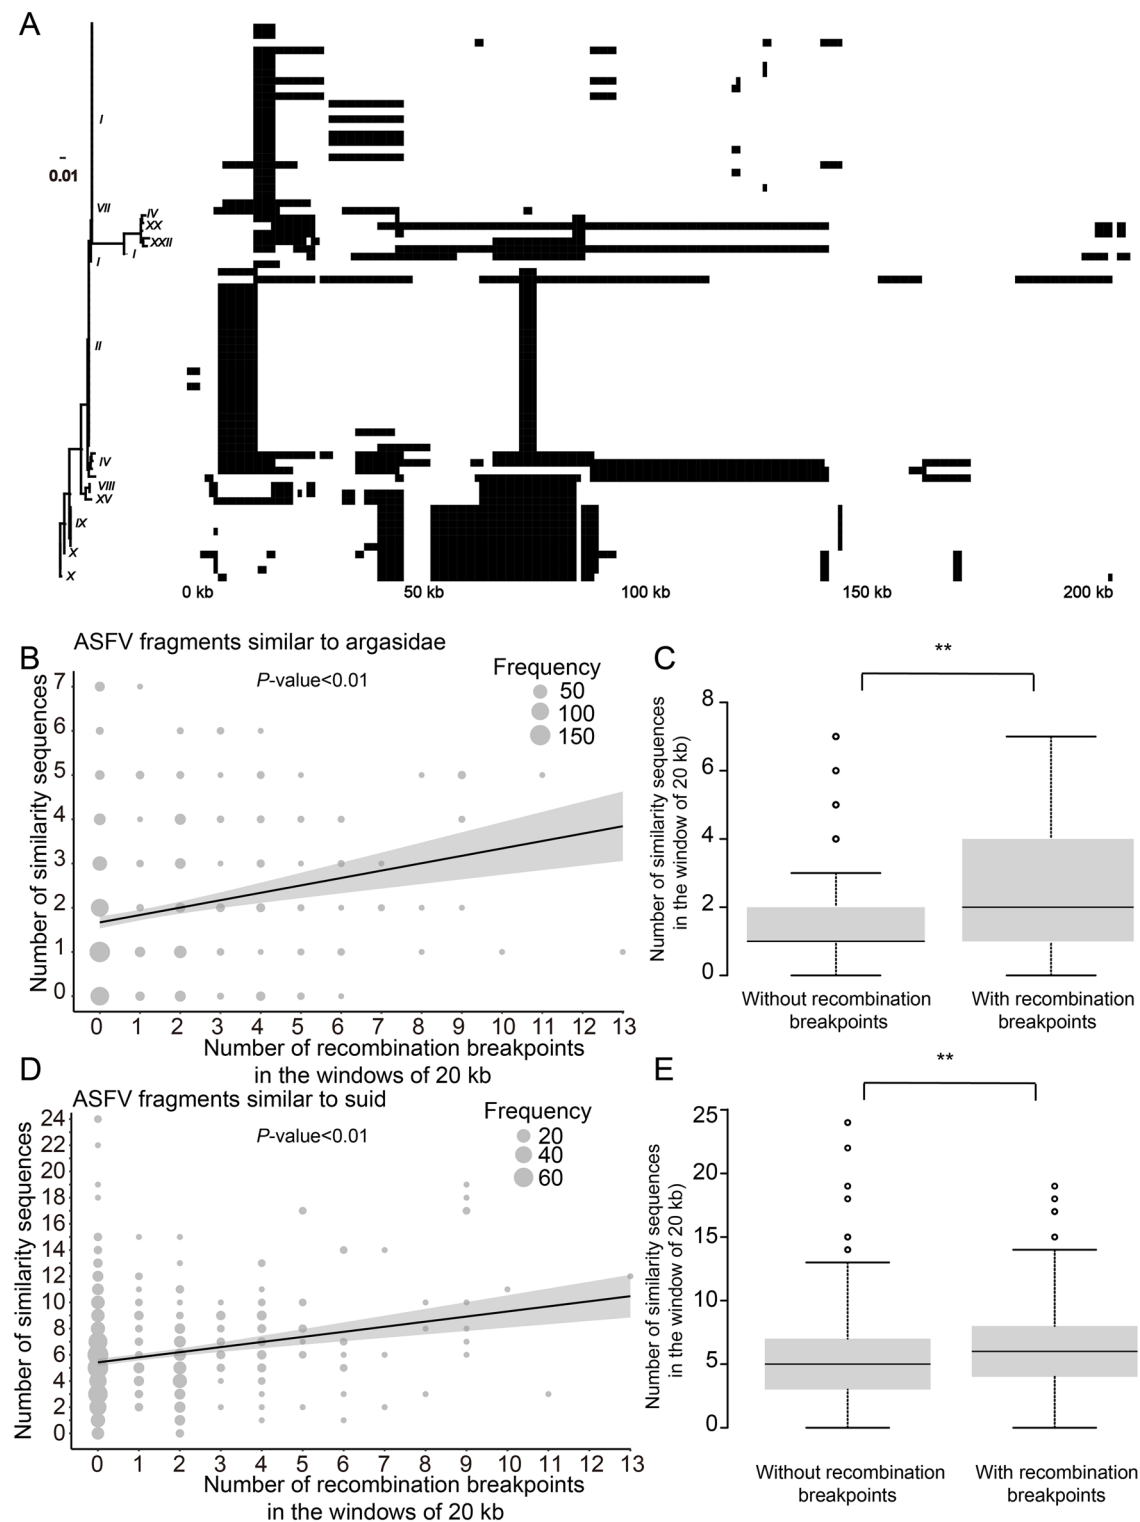 A
I
0.01
VII
IV
XX
XXII
I
I
II
IV
VIII
XV
IX
X
X
0 kb
50 kb
100 kb
150 kb
200 kb
B
ASFV fragments similar to argasidae
P-value<0.01
Frequency
50
100
150
Number of similarity sequences
7
6
5
4
3
2
1
0
0 1 2 3 4 5 6 7 8 9 10 11 12 13
Number of recombination breakpoints
in the windows of 20 kb
C
**
Number of similarity sequences
in the window of 20 kb)
8
6
4
2
0
Without recombination
breakpoints
With recombination
breakpoints
D
ASFV fragments similar to suid
P-value<0.01
Frequency
20
40
60
Number of similarity sequences
24
22
20
18
16
14
12
10
8
6
4
2
0
0 1 2 3 4 5 6 7 8 9 10 11 12 13
Number of recombination breakpoints
in the windows of 20 kb
E
**
Number of similarity sequences
in the window of 20 kb)
25
20
15
10
5
0
Without recombination
breakpoints
With recombination
breakpoints